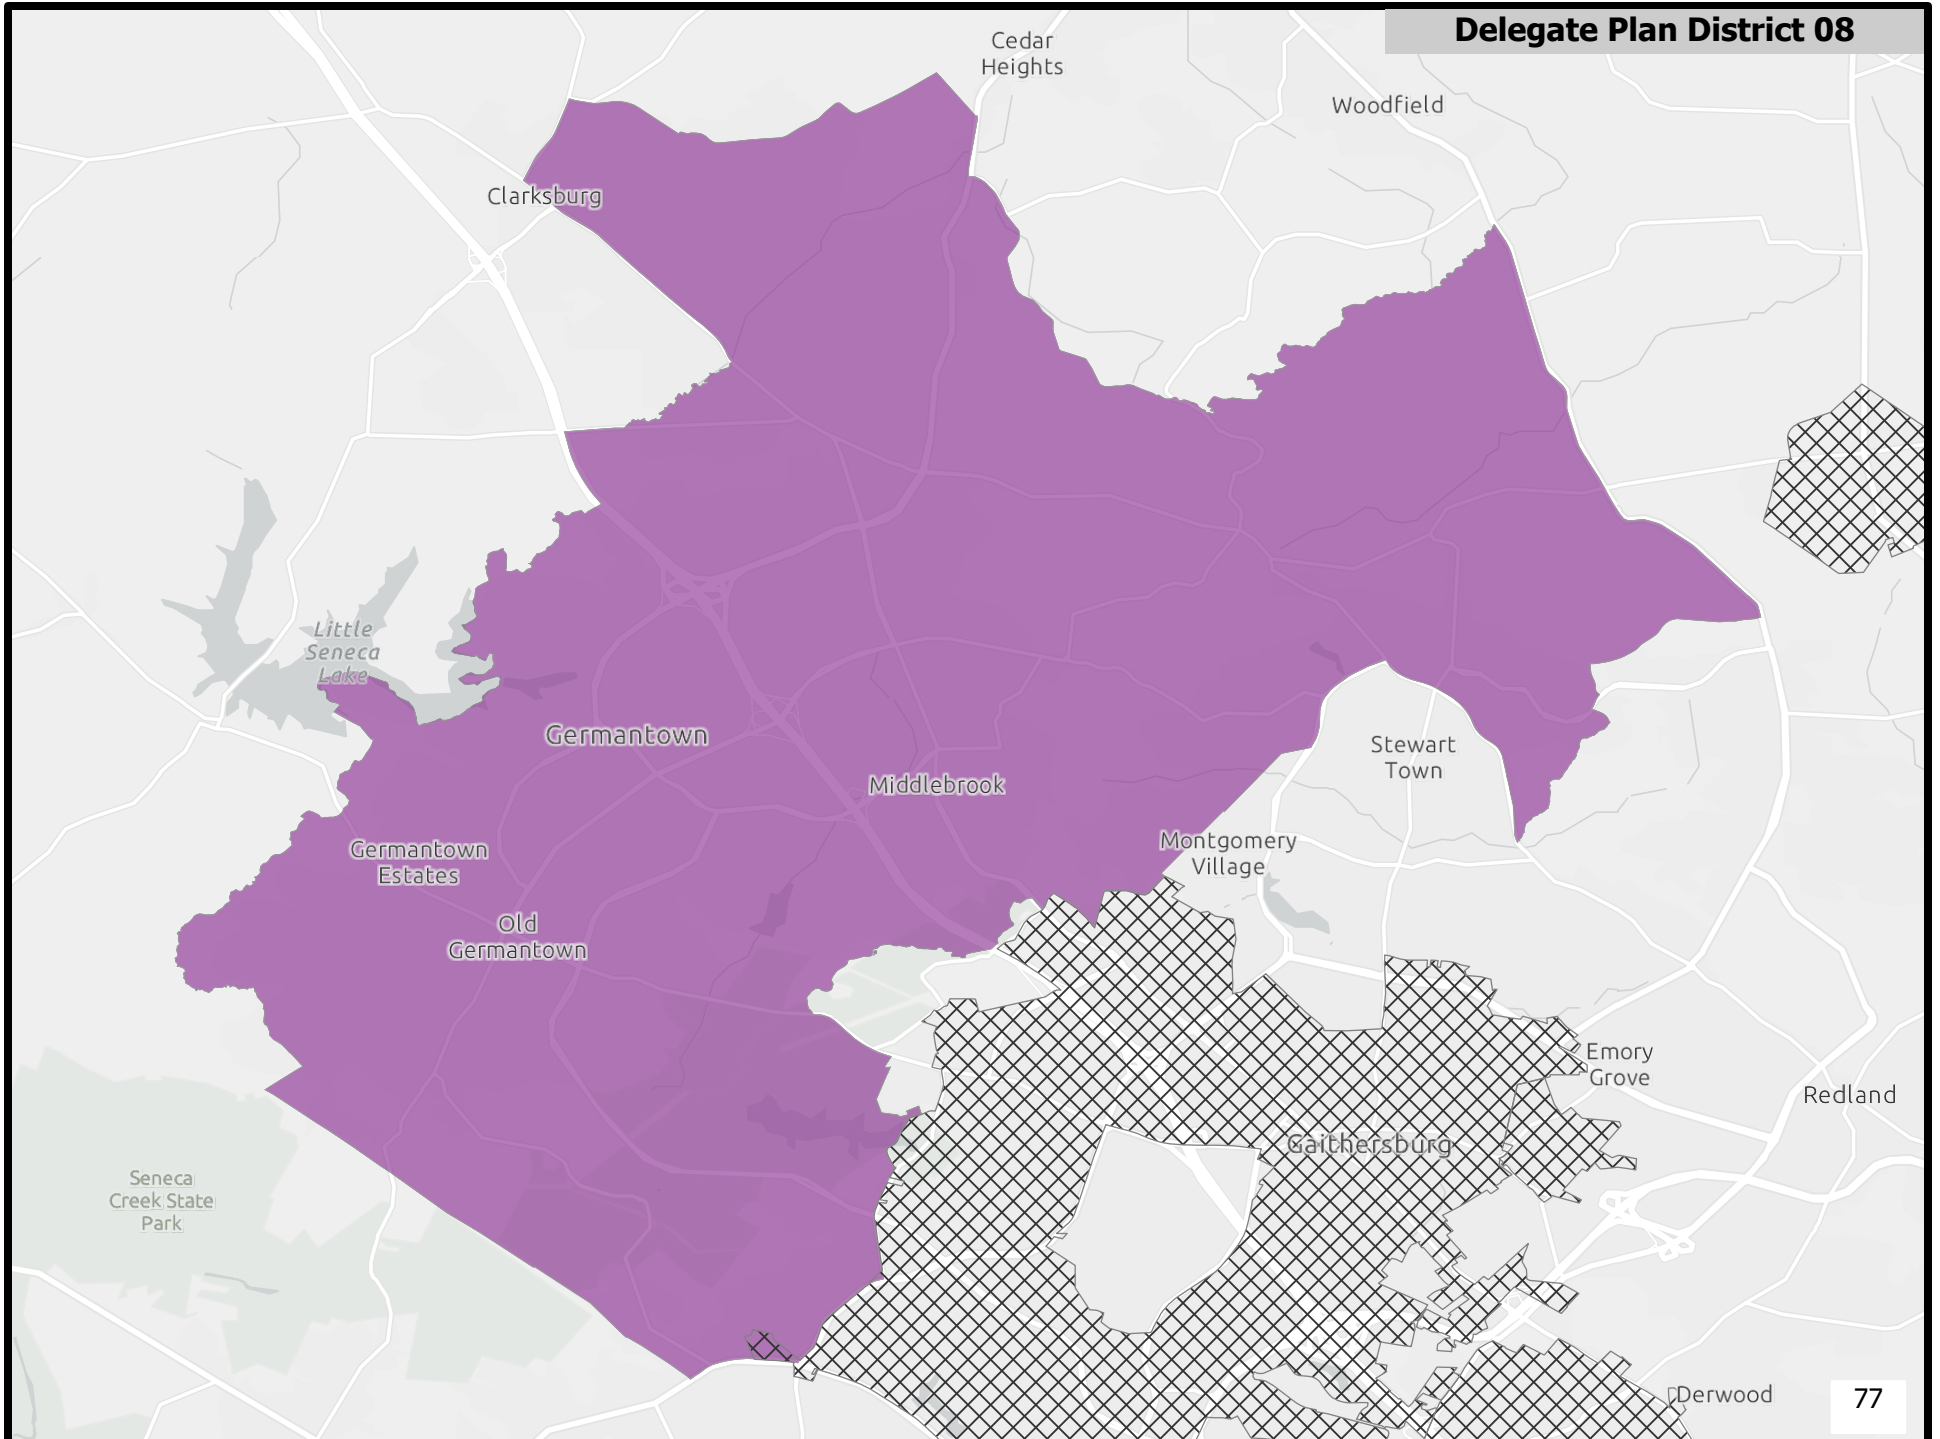 Delegate Plan District 08
Cedar
Heights
Woodfield
Clarksburg
Little
Seneca
Lake
Germantown
Stewart
Town
Middlebrook
Montgomery
Village
Germantown
Estates
Old
Germantown
Emory
Grove
Redland
Gaithersburg
Seneca
Creek State
Park
Derwood
77